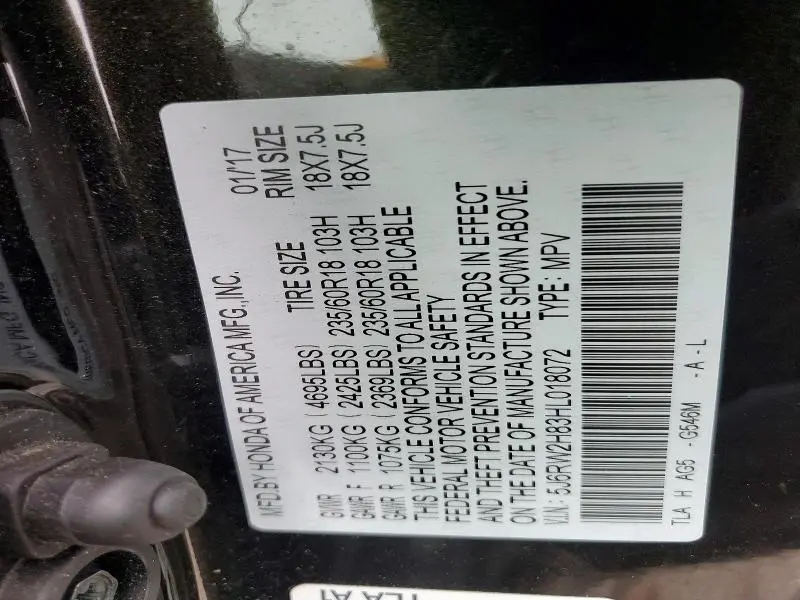 MFD.BY HONDA OF AMERICA MFG.,INC. 01/17
TIRE SIZE RIM SIZE
GVWR 2130KG ( 4695LBS)
GAWR F 1100KG ( 2425LBS) 235/60R18 103H 18X7.5J
GAWR R 1075KG ( 2369LBS) 235/60R18 103H 18X7.5J
THIS VEHICLE CONFORMS TO ALL APPLICABLE
FEDERAL MOTOR VEHICLE SAFETY
AND THEFT PREVENTION STANDARDS IN EFFECT
ON THE DATE OF MANUFACTURE SHOWN ABOVE.
V.I.N.: 5J6RW2H83HL018072 TYPE: MPV
TLA H AG5 -G546M -A-L